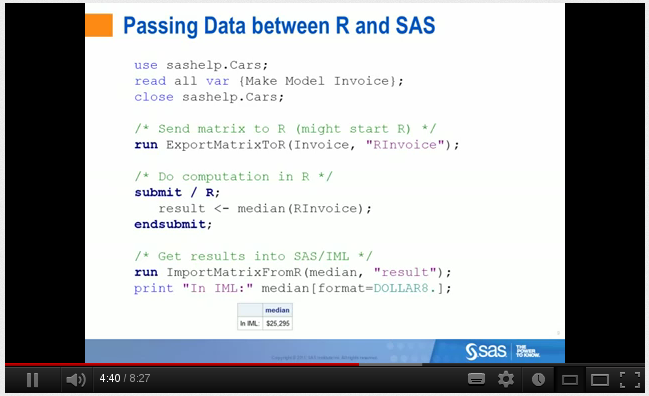 Passing Data between R and SAS
use sashelp.Cars;
read all var {Make Model Invoice};
close sashelp.Cars;
/* Send matrix to R (might start R) */
run ExportMatrixToR(Invoice, "RInvoice");
/* Do computation in R */
submit / R;
result <- median(RInvoice);
endsubmit;
/* Get results into SAS/IML */
run ImportMatrixFromR(median, "result");
print "In IML:" median[format=DOLLAR8.];
median
In IML: $25,295
sas THE POWER TO KNOW.
4:40 / 8:27